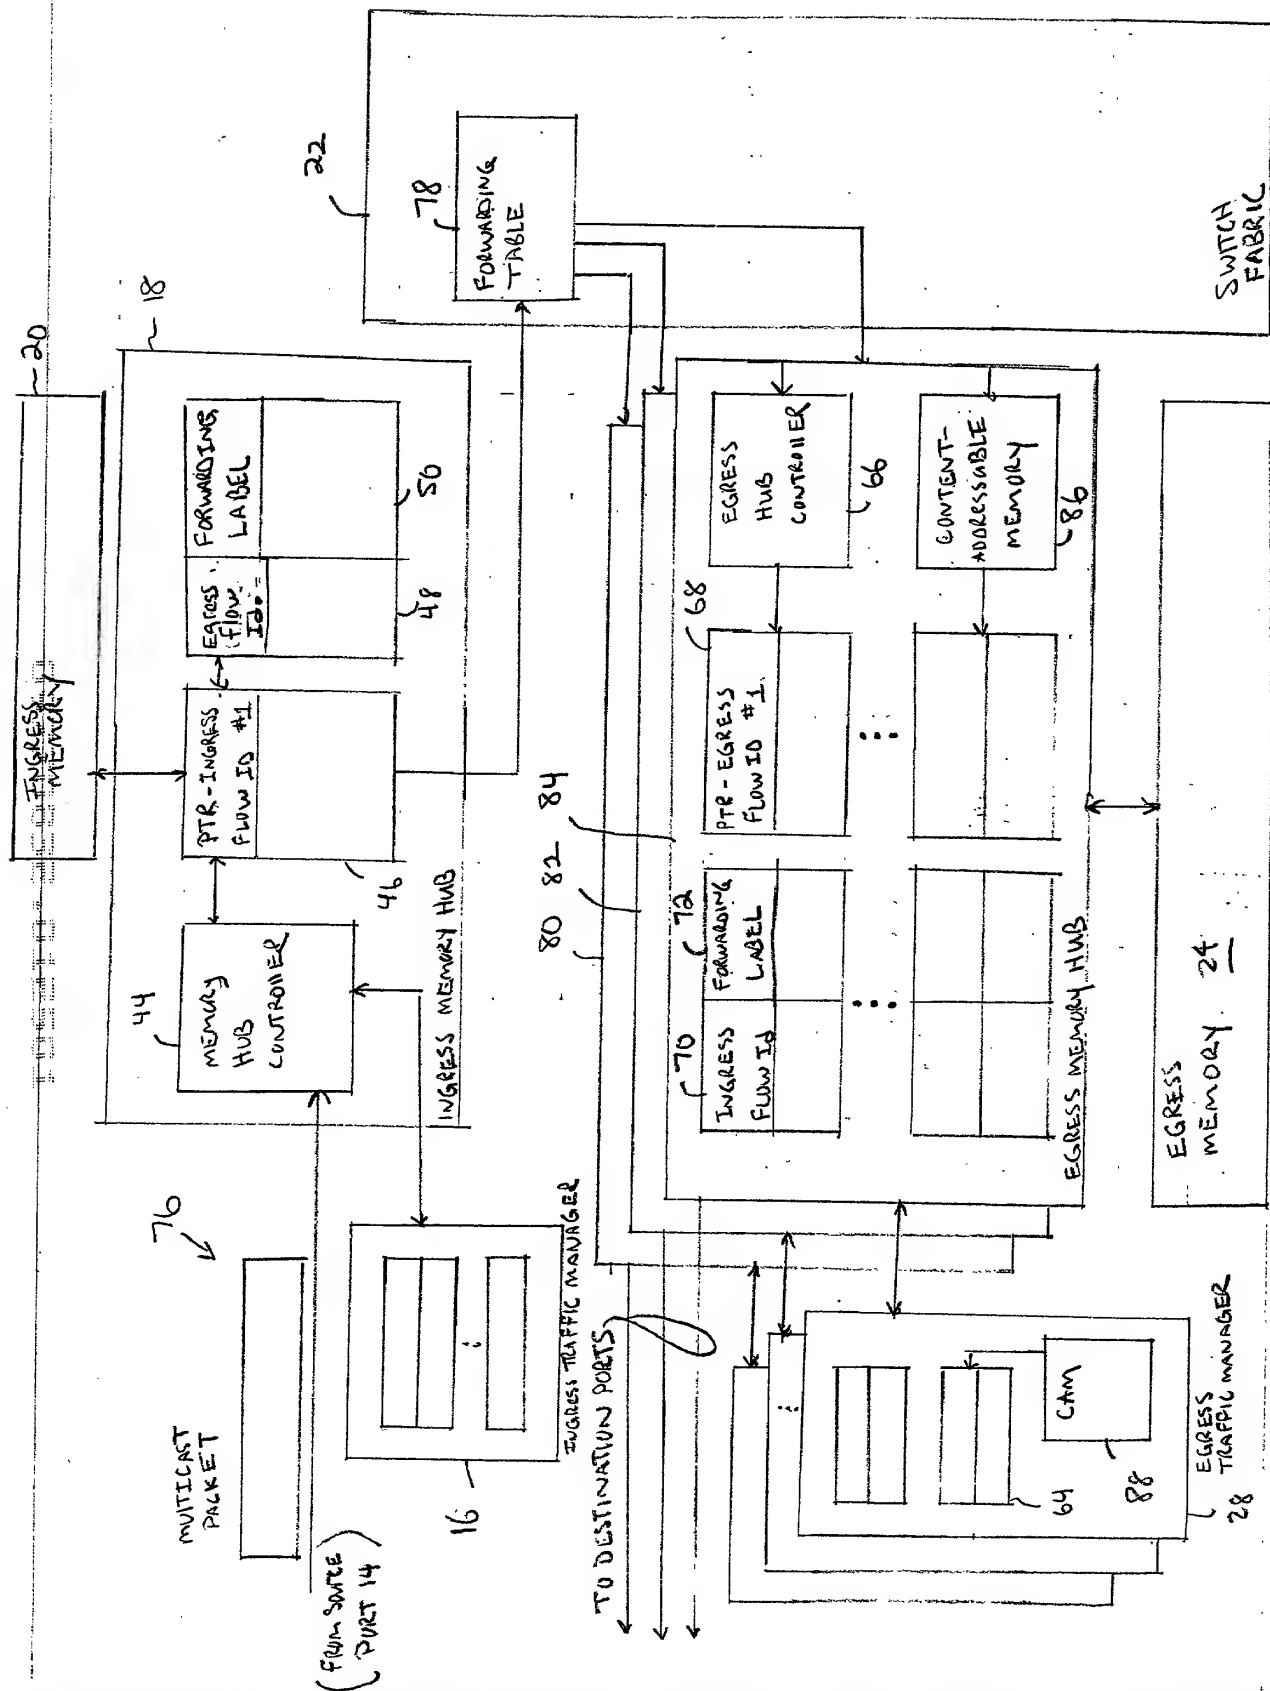 MULTICAST
PACKET
76
(FROM SOURCE
PORT 14)
INGRESS
MEMORY
20
18
44
MEMORY
HUB
CONTROLLER
PTR-INGRESS
FLOW ID #1
46
EGRESS
FLOW
Id.
48
FORWARDING
LABEL
50
INGRESS MEMORY HUB
16
INGRESS TRAFFIC MANAGER
22
78
FORWARDING
TABLE
SWITCH
FABRIC
TO DESTINATION PORTS
80
82
84
70
INGRESS
FLOW Id
72
FORWARDING
LABEL
68
PTR-EGRESS
FLOW ID #1
EGRESS
HUB
CONTROLLER
66
CONTENT-
ADDRESSABLE
MEMORY
86
EGRESS MEMORY HUB
64
CAM
88
EGRESS
TRAFFIC MANAGER
28
EGRESS
MEMORY 24